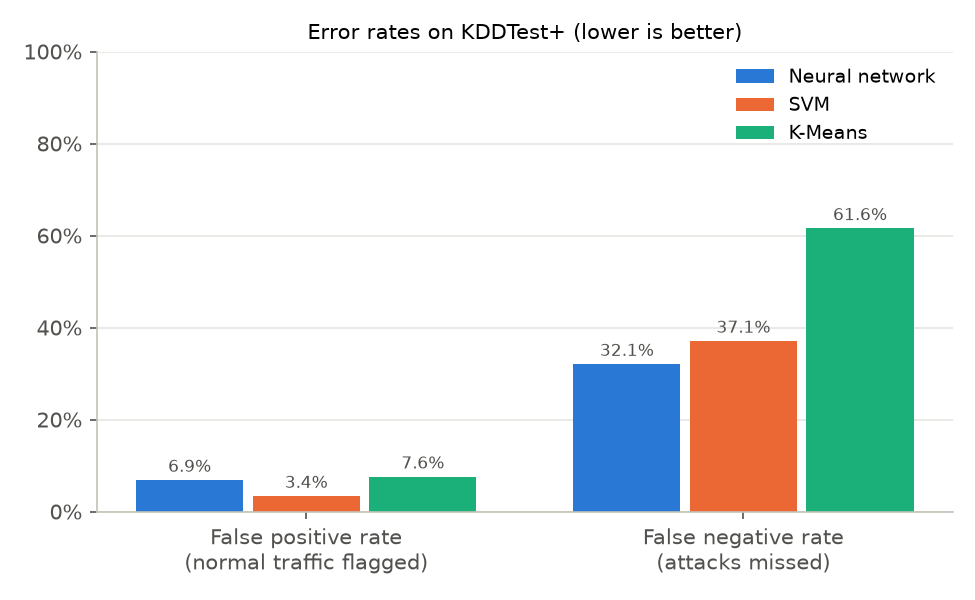 Error rates on KDDTest+ (lower is better)
100%
80%
60%
40%
20%
0%
Neural network
SVM
K-Means
6.9%
3.4%
7.6%
32.1%
37.1%
61.6%
False positive rate
(normal traffic flagged)
False negative rate
(attacks missed)